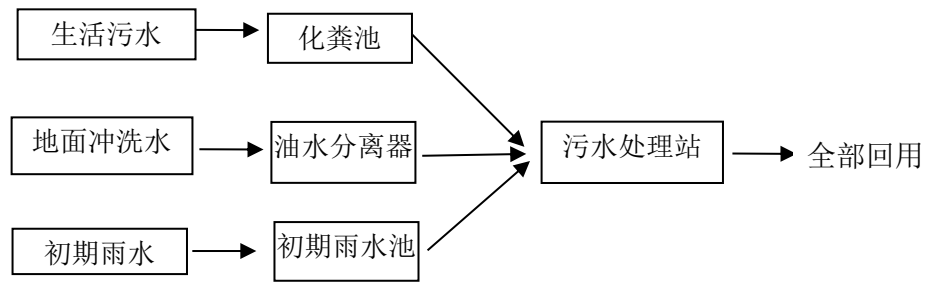 生活污水
化粪池
地面冲洗水
油水分离器
污水处理站
全部回用
初期雨水
初期雨水池